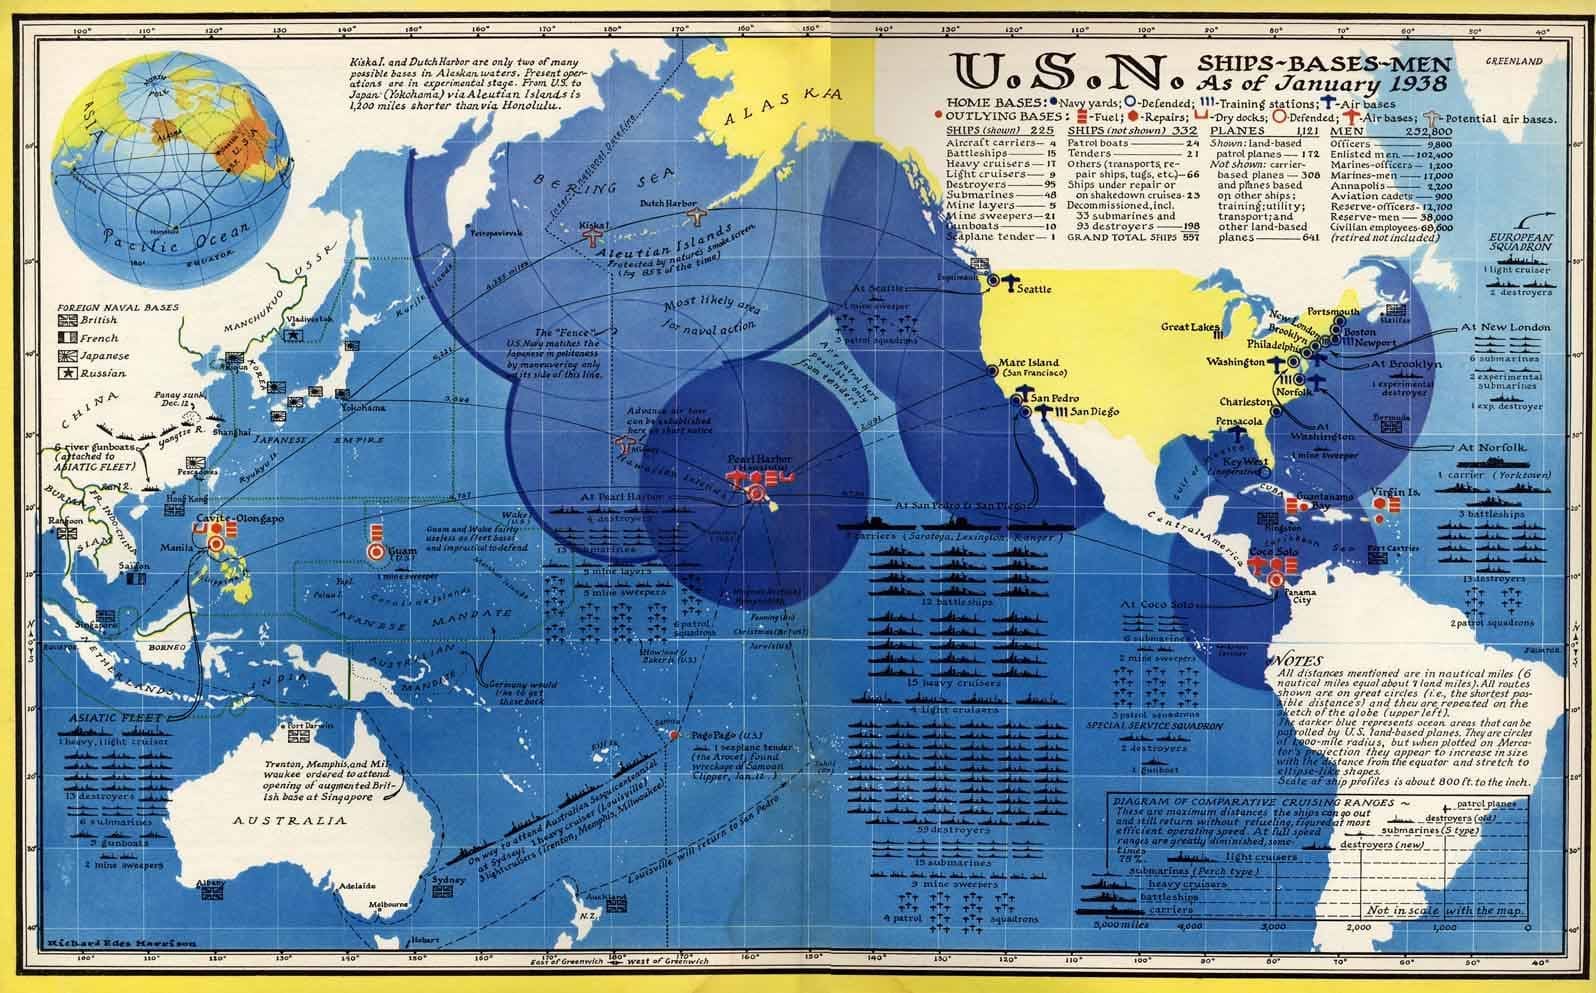 U.S.N. SHIPS~BASES~MEN
As of January 1938
HOME BASES: Navy yards; Defended; Training stations; Air bases
OUTLYING BASES: Fuel; Repairs; Dry docks; Defended; Air bases; Potential air bases.
SHIPS (shown) 225
Aircraft carriers 4
Battleships 15
Heavy cruisers 17
Light cruisers 9
Destroyers 95
Submarines 48
Mine layers 5
Mine sweepers 21
Gunboats 10
Seaplane tender 1
SHIPS (not shown) 332
Patrol boats 24
Tenders 21
Others (transports, re-
pair ships, tugs, etc.) 66
Ships under repair or
on shakedown cruises 23
Decommissioned, incl.
33 submarines and
93 destroyers 198
GRAND TOTAL SHIPS 557
PLANES 1,121
Shown: land-based
patrol planes 172
Not shown: carrier-
based planes 308
and planes based
on other ships;
training; utility;
transport; and
other land-based
planes 641
MEN 232,800
Officers 9,800
Enlisted men 102,400
Marines-officers 1,200
Marines-men 17,000
Annapolis 2,200
Aviation cadets 900
Reserve-officers 12,700
Reserve-men 38,000
Civilian employees 68,600
(retired not included)
GREENLAND
EUROPEAN
SQUADRON
1 light cruiser
2 destroyers
Kiska I. and Dutch Harbor are only two of many
possible bases in Alaskan waters. Present oper-
ations are in experimental stage. From U.S. to
Japan (Yokohama) via Aleutian Islands is
1,200 miles shorter than via Honolulu.
ASIA
NORTH
POLE
Alaska
U.S.A.
Pacific Ocean
EQUATOR
FOREIGN NAVAL BASES
British
French
Japanese
Russian
ALASKA
BERING SEA
International Date Line
Dutch Harbor
Kiska I.
Aleutian Islands
Protected by nature's smoke screen
(fog 85% of the time)
Petropavlovsk
Kurile Islands
U.S.S.R.
MANCHUKUO
Vladivostok
KOREA
CHINA
Panay sunk,
Dec. 12
Yangtze R.
Shanghai
6 river gunboats
(attached to
ASIATIC FLEET)
Yokohama
JAPANESE EMPIRE
Ryukyu Is.
Pescadores
Hong Kong
BURMA
FR. INDO-CHINA
SIAM
Rangoon
Saigon
Singapore
Cavite-Olongapo
Manila
Philippines
Guam
(U.S.)
1 mine sweeper
Wake I.
(U.S.)
Guam and Wake fairly
useless as fleet bases
and impractical to defend
Marshall Islands
Caroline Islands
JAPANESE MANDATE
AUSTRALIAN
MANDATE
Germany would
like to get
these back
NETHERLANDS INDIA
BORNEO
Most likely area
for naval action
The "Fence"
U.S. Navy matches the
Japanese in politeness
by maneuvering only
on its side of this line.
Air patrol here
possible only
from tenders
Advance air base
can be established
here on short notice
Midway
Hawaiian Islands
Pearl Harbor
(Honolulu)
At Pearl Harbor
4 destroyers
13 submarines
5 mine layers
5 mine sweepers
6 patrol
squadrons
Howland &
Baker Is. (U.S.)
Fanning (Br.)
Christmas (Br.)
Jarvis (U.S.)
Samoa
Pago Pago (U.S.)
1 seaplane tender
(the Avocet) found
wreckage of Samoan
Clipper, Jan. 12.
Tahiti
(Fr.)
Fiji Is.
On way to attend Australian Sesquicentennial
at Sydney: 1 heavy cruiser (Louisville)
3 light cruisers (Trenton, Memphis, Milwaukee)
Louisville will return to San Pedro
ASIATIC FLEET
1 heavy, 1 light cruiser
13 destroyers
6 submarines
2 mine sweepers
Port Darwin
Trenton, Memphis, and Mil-
waukee ordered to attend
opening of augmented Brit-
ish base at Singapore
AUSTRALIA
Albany
Adelaide
Melbourne
Sydney
Hobart
Auckland
N.Z.
Esquimalt
At Seattle
1 mine sweeper
Seattle
Mare Island
(San Francisco)
San Pedro
San Diego
At San Pedro & San Diego
3 carriers (Saratoga, Lexington, Ranger)
12 battleships
15 heavy cruisers
4 light cruisers
59 destroyers
15 submarines
9 mine sweepers
4 patrol squadrons
Great Lakes
Portsmouth
New London
Boston
Newport
Brooklyn
Philadelphia
Washington
Norfolk
Charleston
Pensacola
Key West
(inoperative)
Gulf of Mexico
CUBA
Guantanamo
Bay
Kingston
Caribbean Sea
Virgin Is.
Port Castries
Coco Solo
Panama
City
Central America
Halifax
Bermuda
At New London
6 submarines
2 experimental
submarines
1 exp. destroyer
At Brooklyn
1 experimental
destroyer
At
Washington
1 mine sweeper
At Norfolk
1 carrier (Yorktown)
3 battleships
13 destroyers
2 patrol squadrons
At Coco Solo
6 submarines
2 mine sweepers
3 patrol squadrons
SPECIAL SERVICE SQUADRON
2 destroyers
1 gunboat
EQUATOR
NOTES
All distances mentioned are in nautical miles (6
nautical miles equal about 7 land miles). All routes
shown are on great circles (i.e., the shortest pos-
sible distances) and they are repeated on the
sketch of the globe (upper left).
The darker blue represents ocean areas that can be
patrolled by U.S. land-based planes. They are circles
of 1,000-mile radius, but when plotted on Merca-
tor's projection they appear to increase in size
with the distance from the equator and stretch to
ellipse-like shapes.
Scale of ship profiles is about 800 ft. to the inch.
DIAGRAM OF COMPARATIVE CRUISING RANGES ~
These are maximum distances the ships can go out
and still return without refueling, figured at most
efficient operating speed. At full speed
ranges are greatly diminished, some-
times
75%.
patrol planes
destroyers (old)
submarines (S type)
destroyers (new)
light cruisers
submarines (Perch type)
heavy cruisers
battleships
carriers
Not in scale with the map.
5,000 miles 4,000 3,000 2,000 1,000 0
Richard Edes Harrison
East of Greenwich West of Greenwich